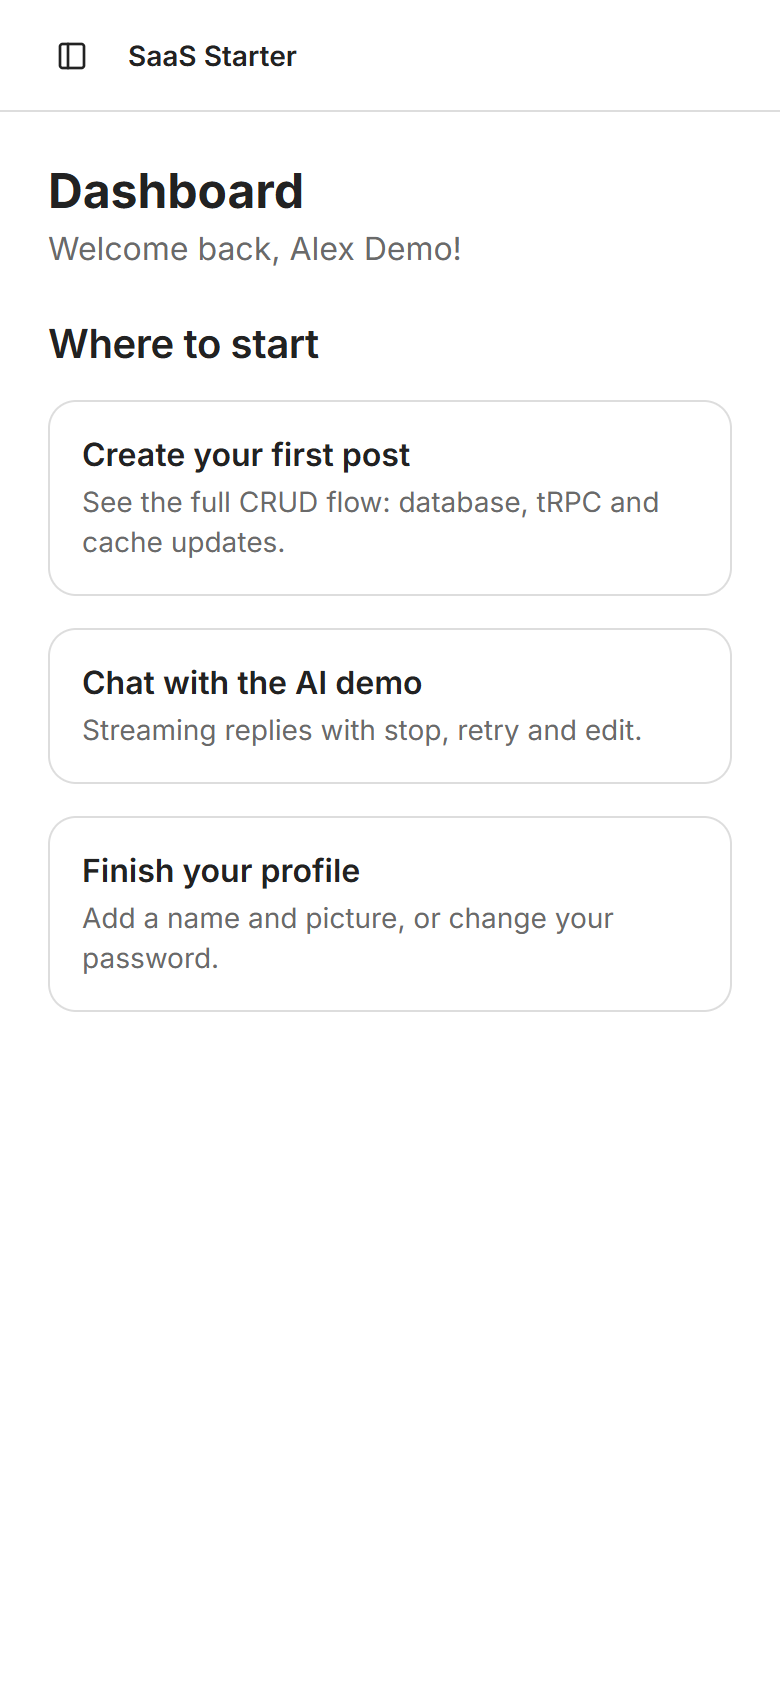 SaaS Starter
Dashboard
Welcome back, Alex Demo!
Where to start
Create your first post
See the full CRUD flow: database, tRPC and
cache updates.
Chat with the AI demo
Streaming replies with stop, retry and edit.
Finish your profile
Add a name and picture, or change your
password.